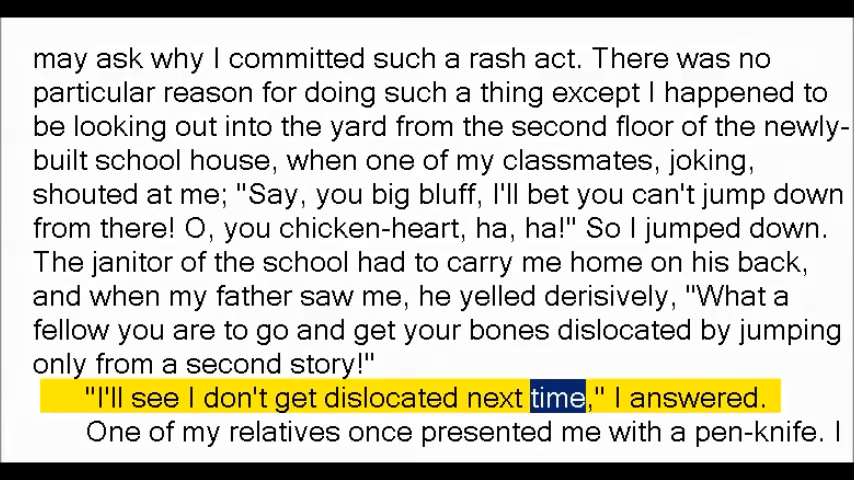 may ask why I committed such a rash act. There was no
particular reason for doing such a thing except I happened to
be looking out into the yard from the second floor of the newly-
built school house, when one of my classmates, joking,
shouted at me; "Say, you big bluff, I'll bet you can't jump down
from there! O, you chicken-heart, ha, ha!" So I jumped down.
The janitor of the school had to carry me home on his back,
and when my father saw me, he yelled derisively, "What a
fellow you are to go and get your bones dislocated by jumping
only from a second story!"
"I'll see I don't get dislocated next time," I answered.
One of my relatives once presented me with a pen-knife. I